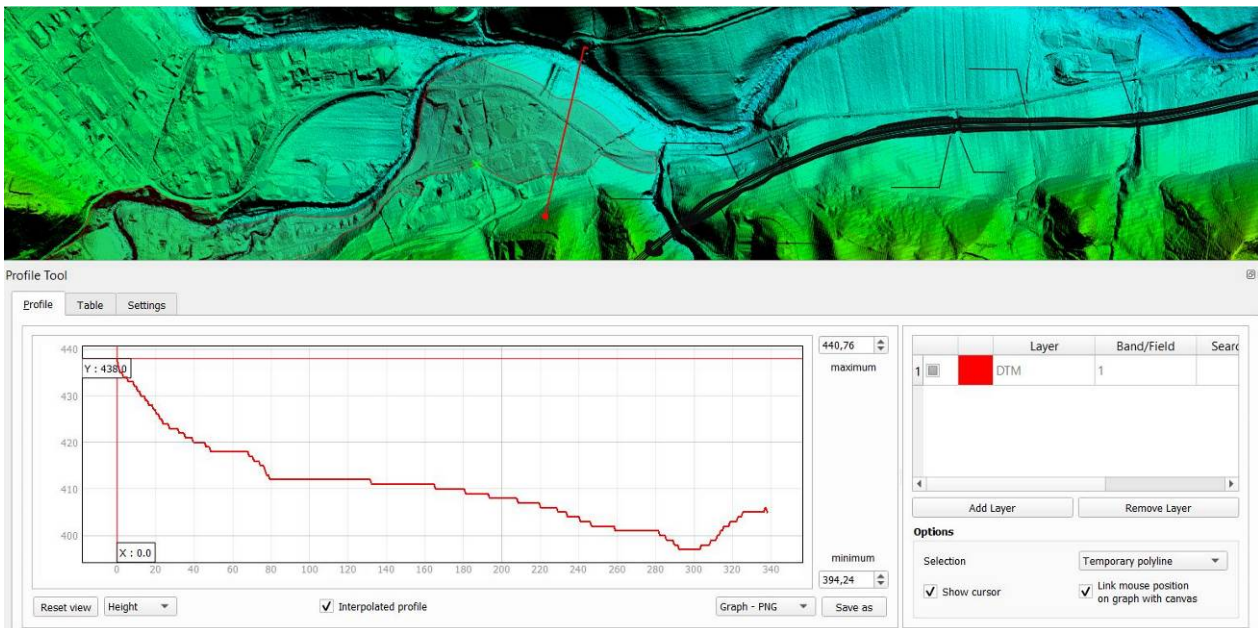 Profile Tool
Profile Table Settings
440
430
420
410
400
Y : 438.0
X : 0.0
0 20 40 60 80 100 120 140 160 180 200 220 240 260 280 300 320 340
440,76
maximum
minimum
394,24
Reset view Height Interpolated profile Graph - PNG Save as
Layer Band/Field Searc
1 DTM 1
Add Layer Remove Layer
Options
Selection Temporary polyline
Show cursor Link mouse position
on graph with canvas